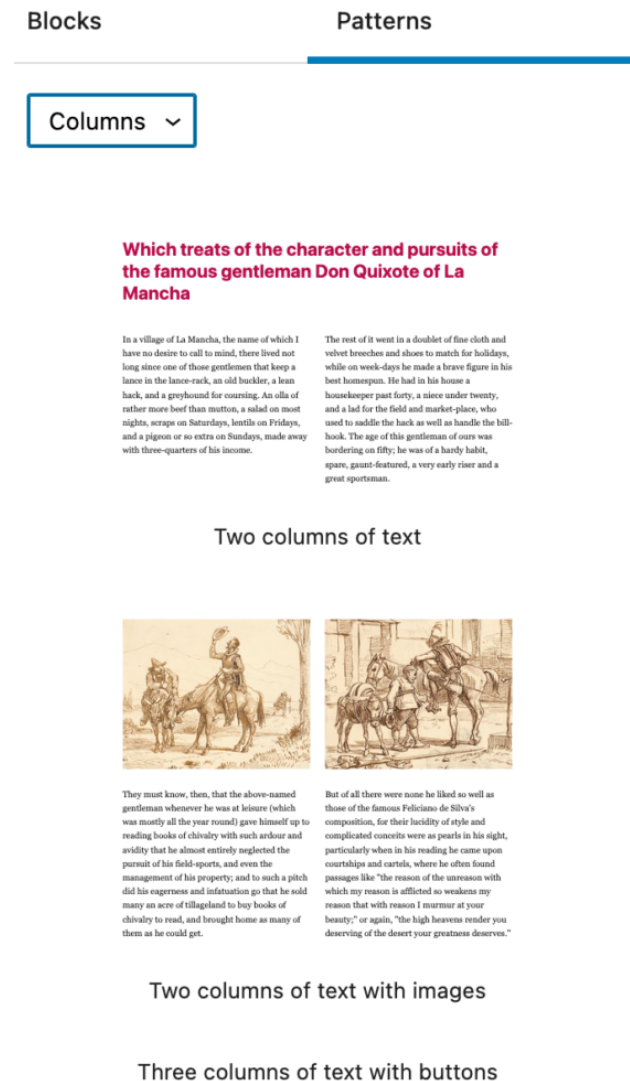 Blocks Patterns
Columns
Which treats of the character and pursuits of
the famous gentleman Don Quixote of La
Mancha
In a village of La Mancha, the name of which I
have no desire to call to mind, there lived not
long since one of those gentlemen that keep a
lance in the lance-rack, an old buckler, a lean
hack, and a greyhound for coursing. An olla of
rather more beef than mutton, a salad on most
nights, scraps on Saturdays, lentils on Fridays,
and a pigeon or so extra on Sundays, made away
with three-quarters of his income.
The rest of it went in a doublet of fine cloth and
velvet breeches and shoes to match for holidays,
while on week-days he made a brave figure in his
best homespun. He had in his house a
housekeeper past forty, a niece under twenty,
and a lad for the field and market-place, who
used to saddle the hack as well as handle the bill-
hook. The age of this gentleman of ours was
bordering on fifty; he was of a hardy habit,
spare, gaunt-featured, a very early riser and a
great sportsman.
Two columns of text
They must know, then, that the above-named
gentleman whenever he was at leisure (which
was mostly all the year round) gave himself up to
reading books of chivalry with such ardour and
avidity that he almost entirely neglected the
pursuit of his field-sports, and even the
management of his property; and to such a pitch
did his eagerness and infatuation go that he sold
many an acre of tillageland to buy books of
chivalry to read, and brought home as many of
them as he could get.
But of all there were none he liked so well as
those of the famous Feliciano de Silva's
composition, for their lucidity of style and
complicated conceits were as pearls in his sight,
particularly when in his reading he came upon
courtships and cartels, where he often found
passages like "the reason of the unreason with
which my reason is afflicted so weakens my
reason that with reason I murmur at your
beauty;" or again, "the high heavens render you
deserving of the desert your greatness deserves."
Two columns of text with images
Three columns of text with buttons